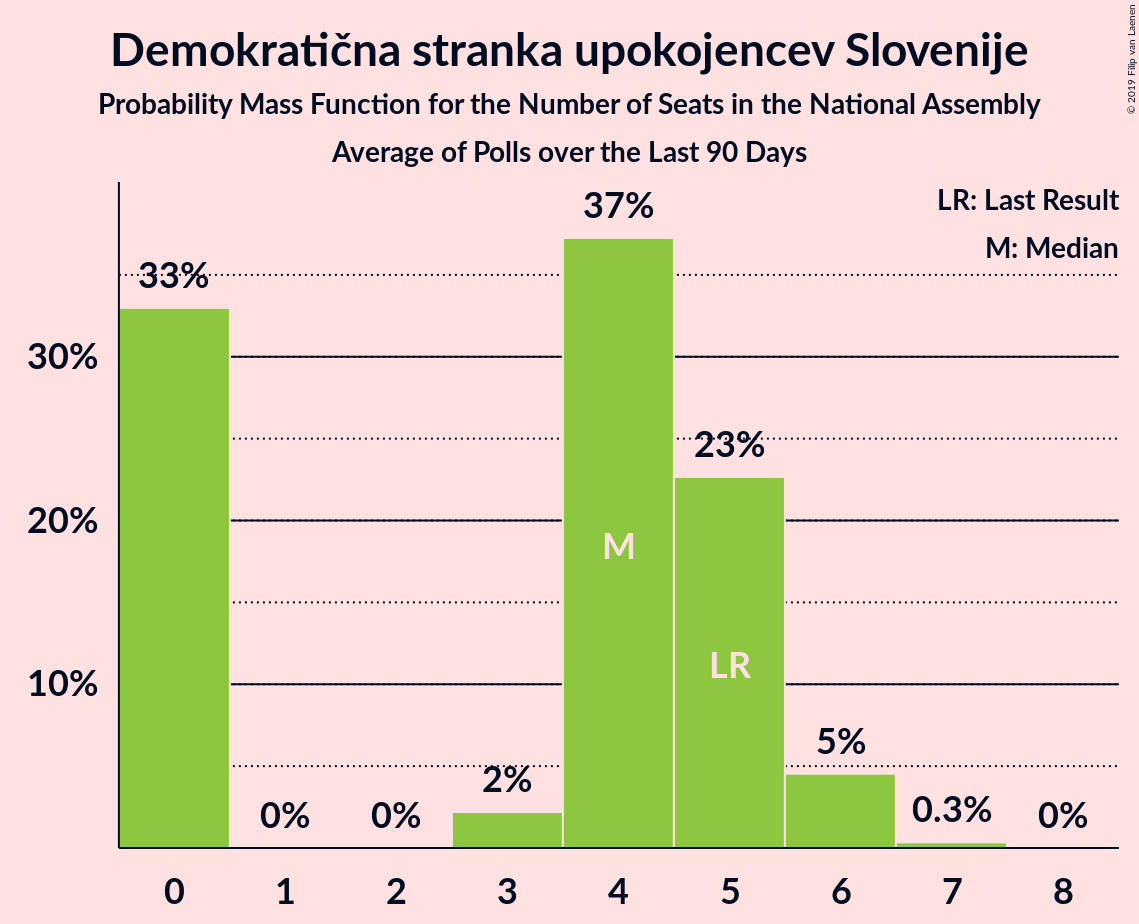 Demokratična stranka upokojencev Slovenije
Probability Mass Function for the Number of Seats in the National Assembly
Average of Polls over the Last 90 Days
© 2019 Filip van Laenen
LR: Last Result
M: Median
37%
33%
30%
23%
20%
M
LR
10%
5%
2%
0%
0%
0.3%
0%
0 1 2 3 4 5 6 7 8